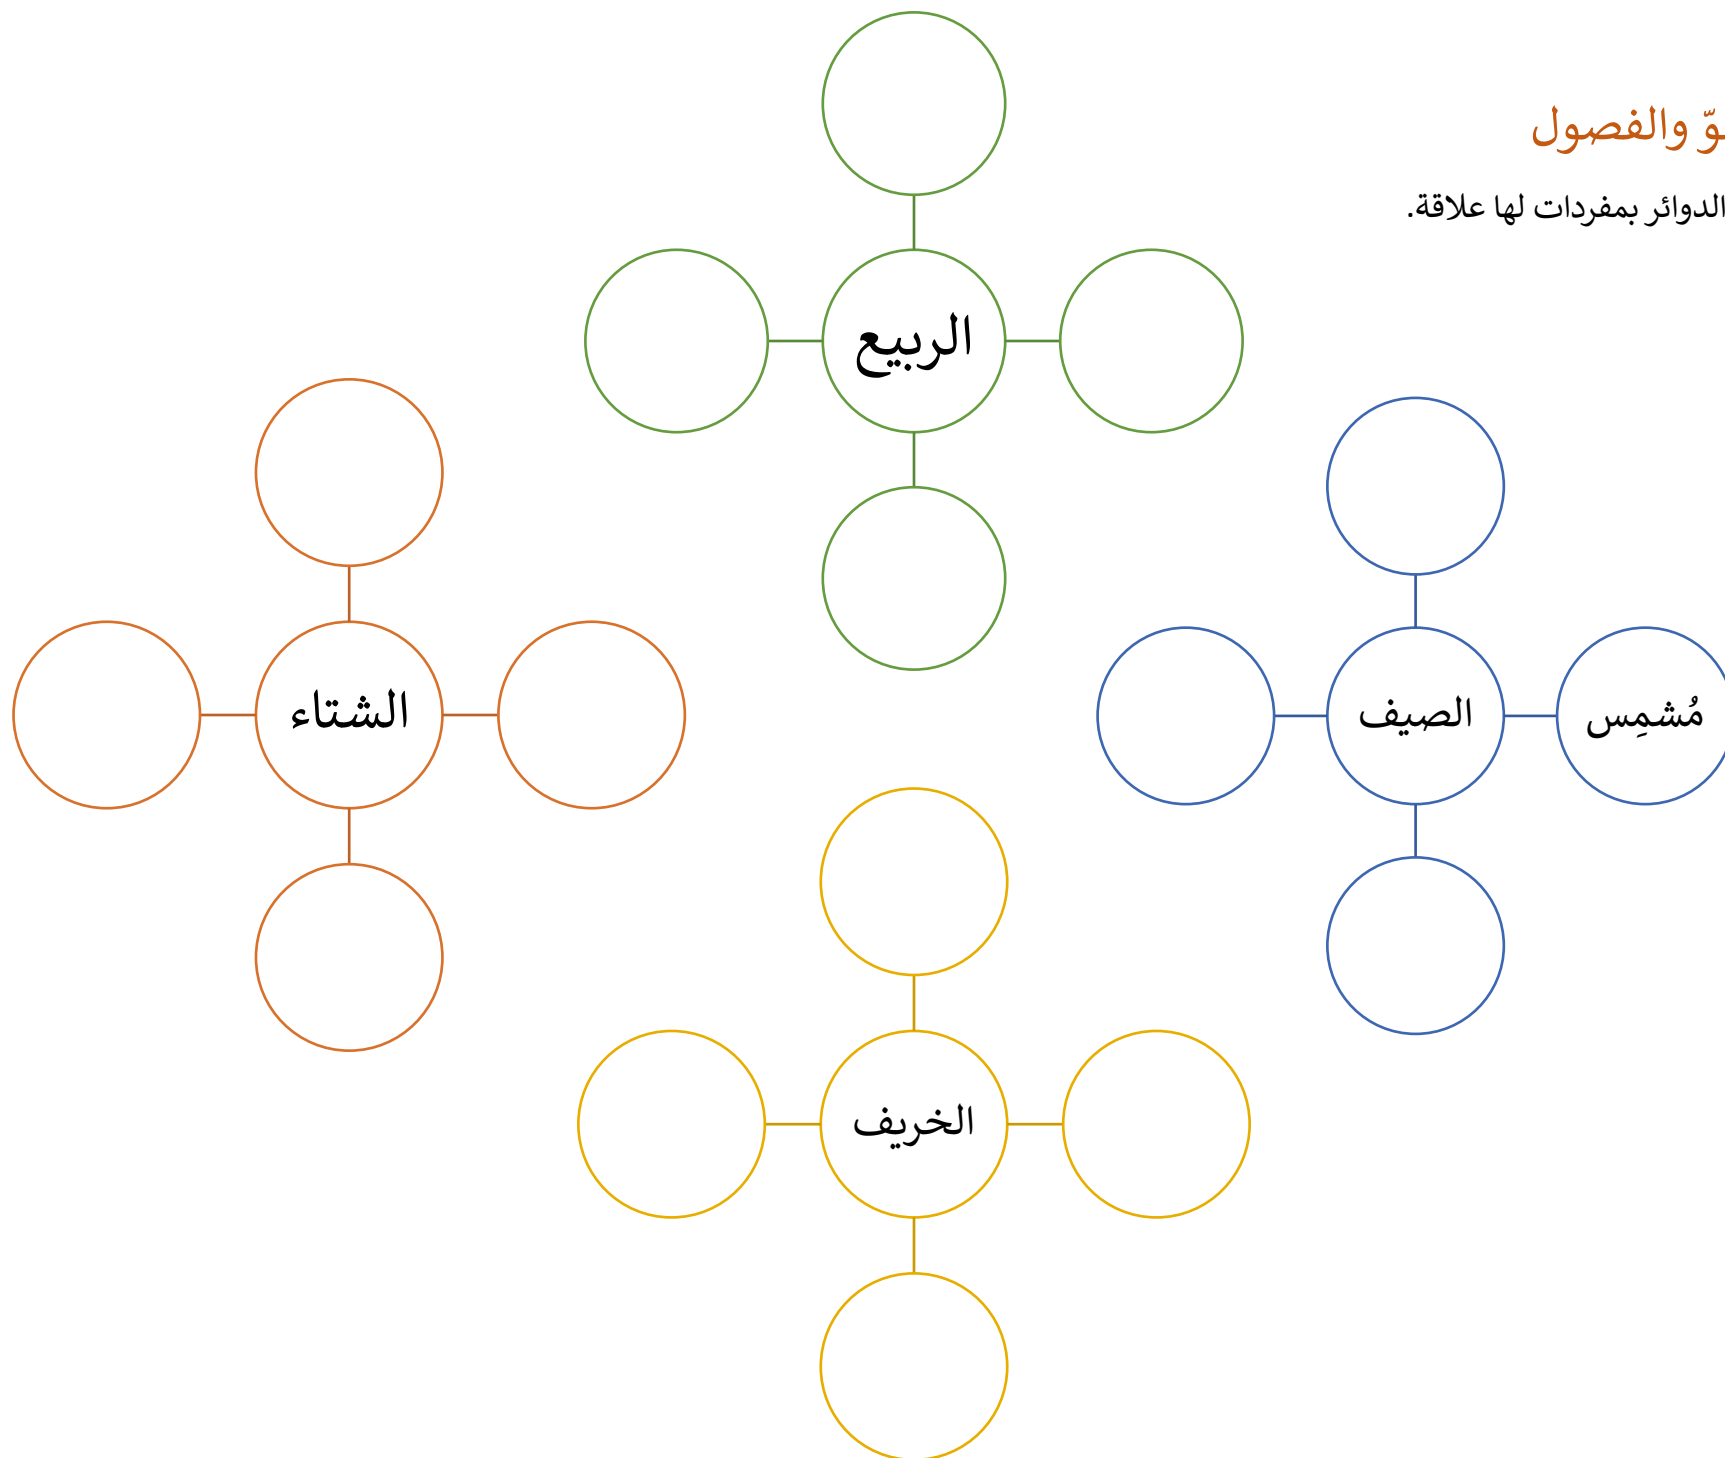 والفصول
الدوائر بمفردات لها علاقة.
الربيع
الصيف
مُشمِس
الشتاء
الخريف